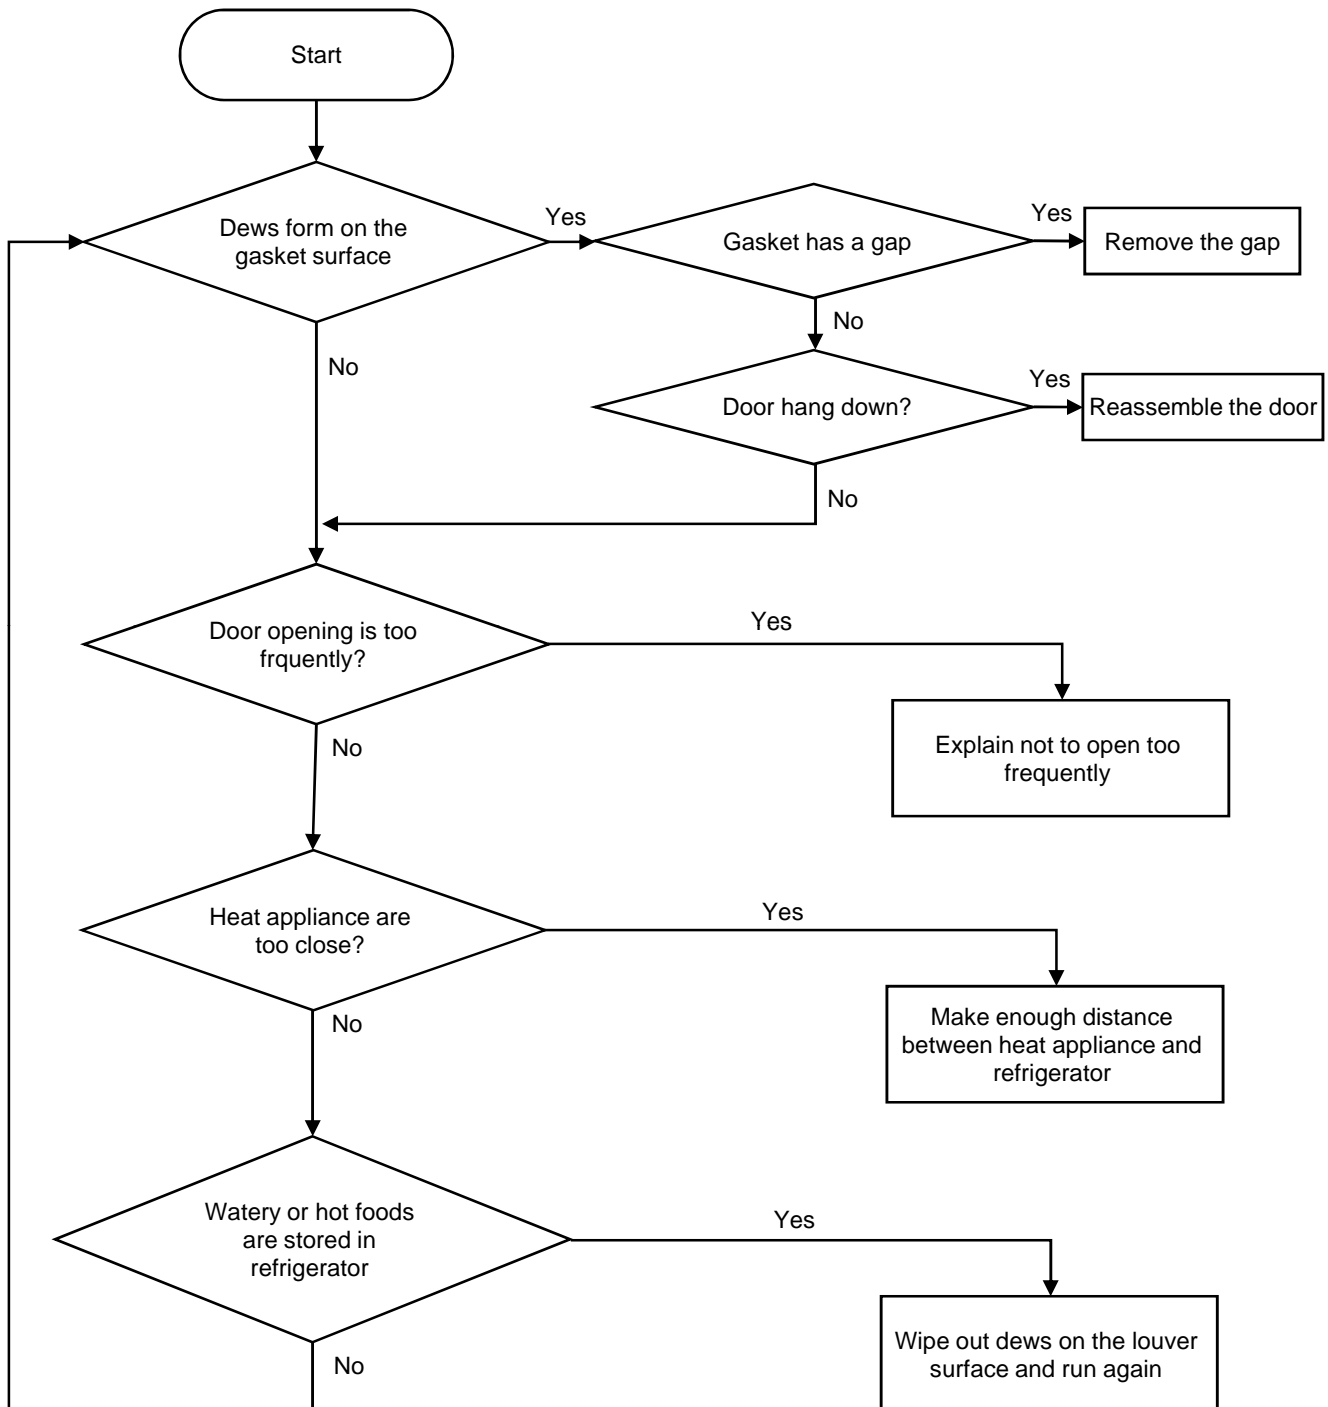 Start
Dews form on the
gasket surface
Yes
Gasket has a gap
Yes
Remove the gap
No
No
Door hang down?
Yes
Reassemble the door
No
Door opening is too
frquently?
Yes
Explain not to open too
frequently
No
Heat appliance are
too close?
Yes
Make enough distance
between heat appliance and
refrigerator
No
Watery or hot foods
are stored in
refrigerator
Yes
Wipe out dews on the louver
surface and run again
No